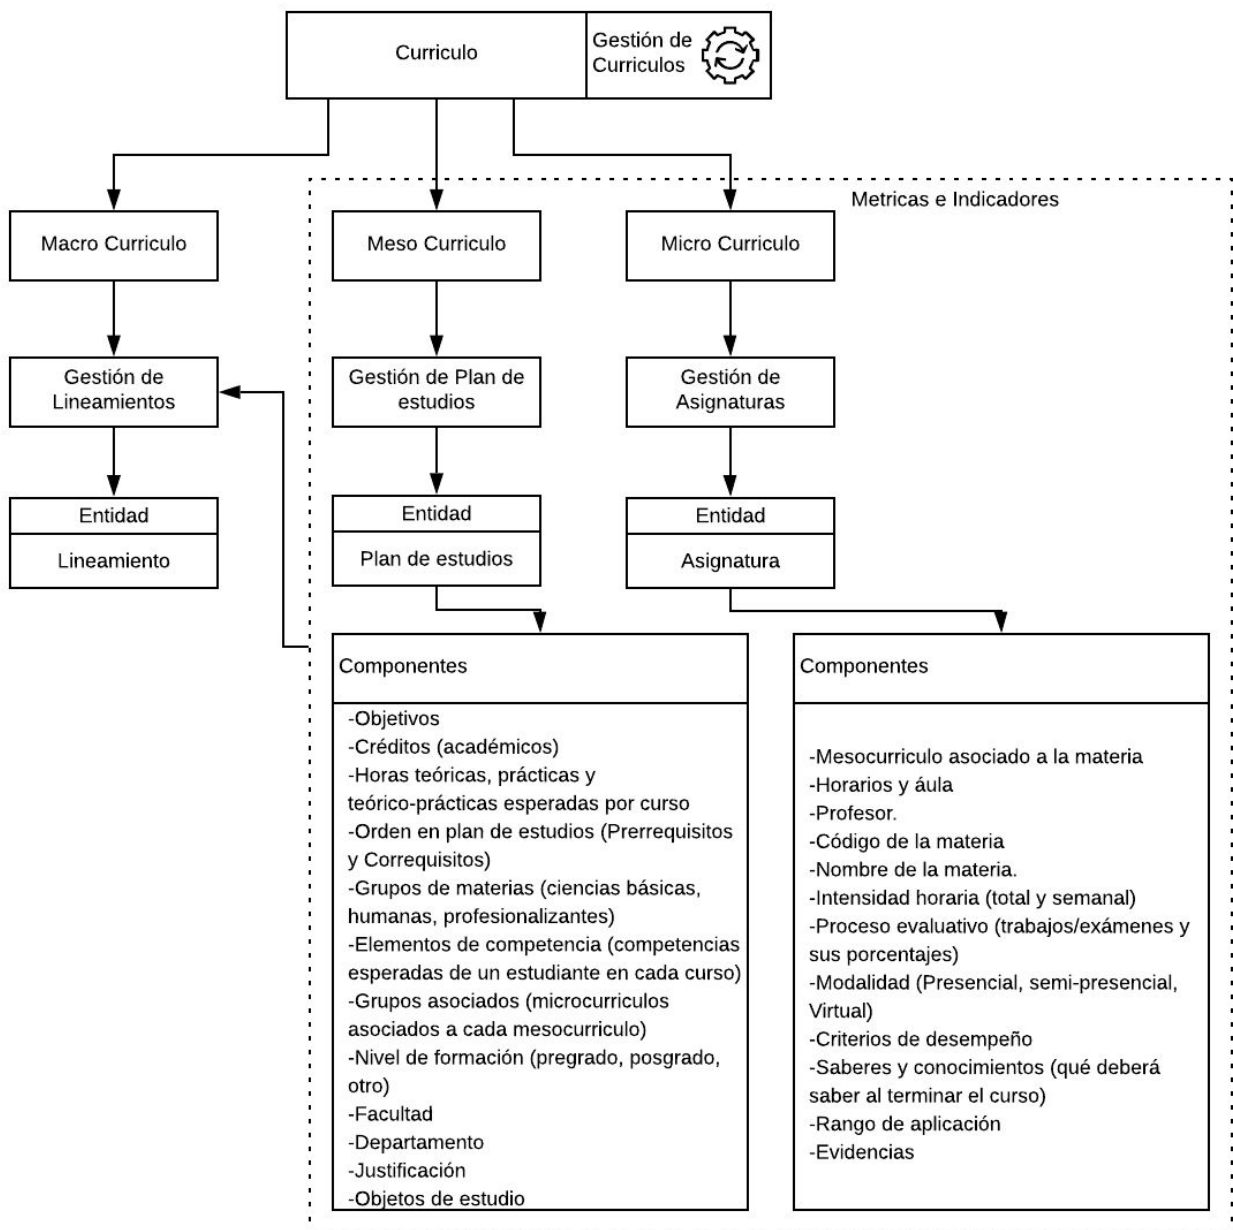 Curriculo
Gestión de
Curriculos
Metricas e Indicadores
Macro Curriculo
Meso Curriculo
Micro Curriculo
Gestión de
Lineamientos
Gestión de Plan de
estudios
Gestión de
Asignaturas
Entidad
Lineamiento
Entidad
Plan de estudios
Entidad
Asignatura
Componentes
-Objetivos
-Créditos (académicos)
-Horas teóricas, prácticas y
teórico-prácticas esperadas por curso
-Orden en plan de estudios (Prerrequisitos
y Correquisitos)
-Grupos de materias (ciencias básicas,
humanas, profesionalizantes)
-Elementos de competencia (competencias
esperadas de un estudiante en cada curso)
-Grupos asociados (microcurriculos
asociados a cada mesocurriculo)
-Nivel de formación (pregrado, posgrado,
otro)
-Facultad
-Departamento
-Justificación
-Objetos de estudio
Componentes
-Mesocurriculo asociado a la materia
-Horarios y áula
-Profesor.
-Código de la materia
-Nombre de la materia.
-Intensidad horaria (total y semanal)
-Proceso evaluativo (trabajos/exámenes y
sus porcentajes)
-Modalidad (Presencial, semi-presencial,
Virtual)
-Criterios de desempeño
-Saberes y conocimientos (qué deberá
saber al terminar el curso)
-Rango de aplicación
-Evidencias